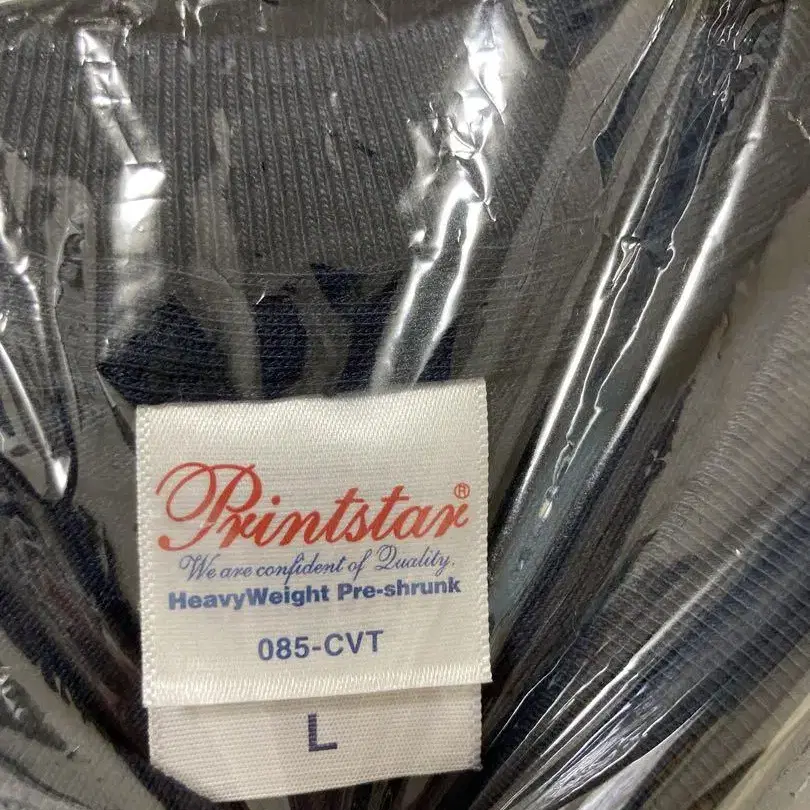 Printstar®
We are confident of Quality.
HeavyWeight Pre-shrunk
085-CVT
L